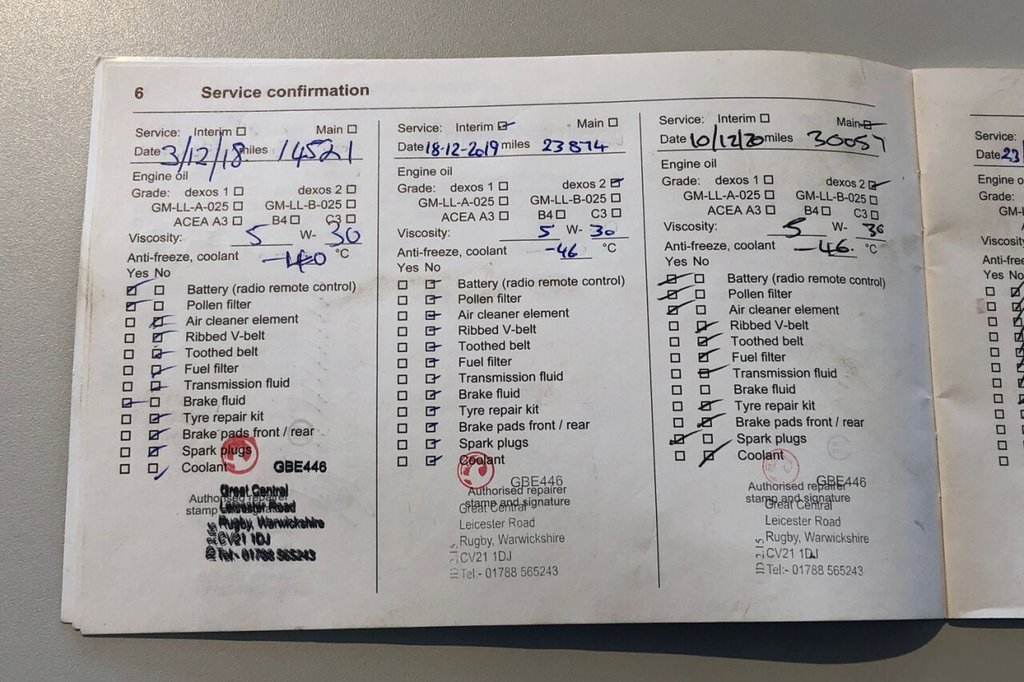 6 Service confirmation
Service: Interim ☐ Main ☐
Date 3/12/18 miles 14521
Engine oil
Grade: dexos 1 ☐ dexos 2 ☐
GM-LL-A-025 ☐ GM-LL-B-025 ☐
ACEA A3 ☐ B4 ☐ C3 ☐
Viscosity: 5 W- 30
Anti-freeze, coolant -40 °C
Yes No
Battery (radio remote control)
Pollen filter
Air cleaner element
Ribbed V-belt
Toothed belt
Fuel filter
Transmission fluid
Brake fluid
Tyre repair kit
Brake pads front / rear
Spark plugs
Coolant
GBE446
Authorised repairer
stamp
Great Central
Leicester Road
Rugby, Warwickshire
CV21 1DJ
Tel:- 01788 565243
Service: Interim ☑ Main ☐
Date 18-12-2019 miles 23874
Engine oil
Grade: dexos 1 ☐ dexos 2 ☑
GM-LL-A-025 ☐ GM-LL-B-025 ☐
ACEA A3 ☐ B4 ☐ C3 ☐
Viscosity: 5 W- 30
Anti-freeze, coolant -46 °C
Yes No
Battery (radio remote control)
Pollen filter
Air cleaner element
Ribbed V-belt
Toothed belt
Fuel filter
Transmission fluid
Brake fluid
Tyre repair kit
Brake pads front / rear
Spark plugs
Coolant
GBE446
Authorised repairer
stamp and signature
Great Central
Leicester Road
Rugby, Warwickshire
CV21 1DJ
Tel:- 01788 565243
Service: Interim ☐ Main ☑
Date 10/12/20 miles 30057
Engine oil
Grade: dexos 1 ☐ dexos 2 ☑
GM-LL-A-025 ☐ GM-LL-B-025 ☐
ACEA A3 ☐ B4 ☐ C3 ☐
Viscosity: 5 W- 30
Anti-freeze, coolant -46 °C
Yes No
Battery (radio remote control)
Pollen filter
Air cleaner element
Ribbed V-belt
Toothed belt
Fuel filter
Transmission fluid
Brake fluid
Tyre repair kit
Brake pads front / rear
Spark plugs
Coolant
GBE446
Authorised repairer
stamp and signature
Great Central
Leicester Road
Rugby, Warwickshire
CV21 1DJ
Tel:- 01788 565243
Service:
Date 23
Engine
Grade:
Yes No